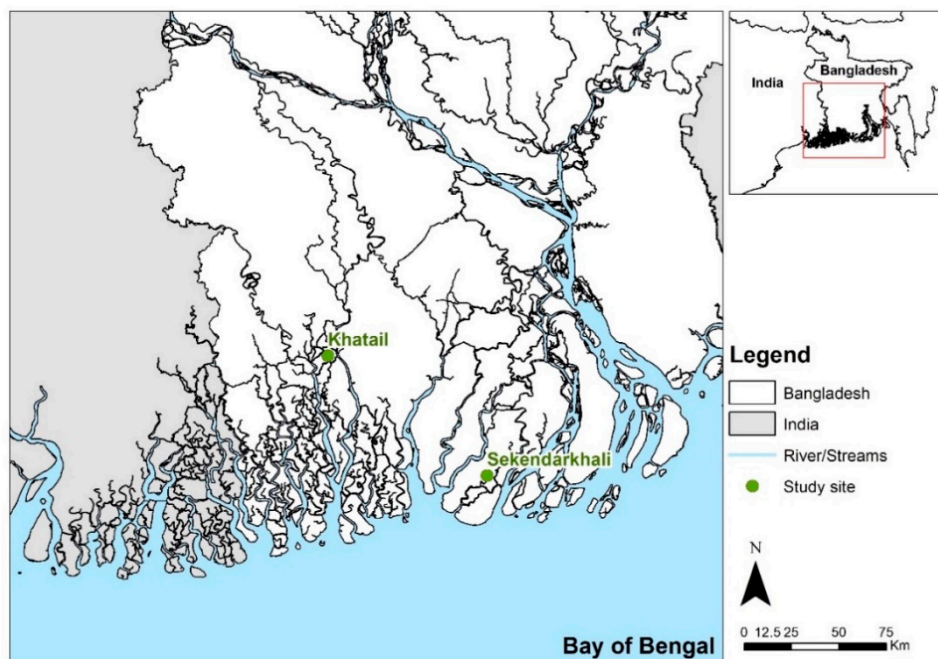 Khatail
Sekendarkhali
Bay of Bengal
India
Bangladesh
Legend
Bangladesh
India
River/Streams
Study site
N
0 12.5 25 50 75
Km